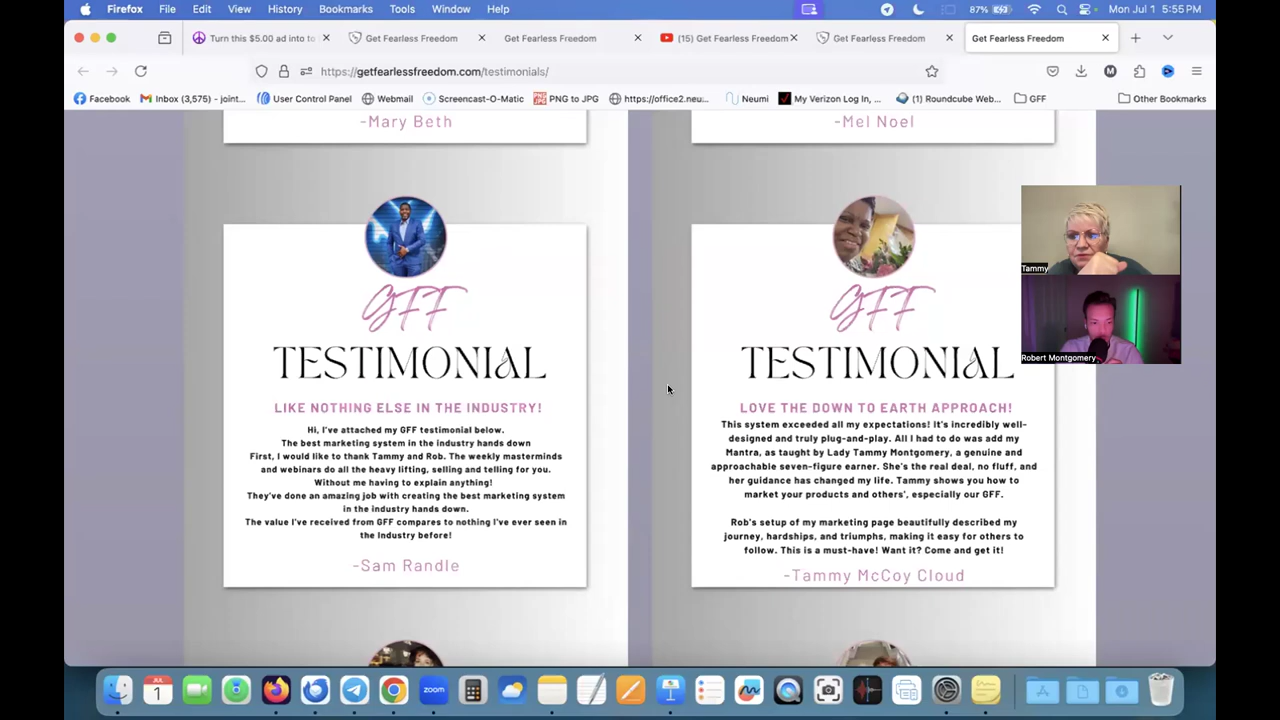 Firefox File Edit View History Bookmarks Tools Window Help 87% Mon Jul 1 5:55 PM
Turn this $5.00 ad into to Get Fearless Freedom Get Fearless Freedom (15) Get Fearless Freedom Get Fearless Freedom Get Fearless Freedom
https://getfearlessfreedom.com/testimonials/
Facebook Inbox (3,575) - joint... User Control Panel Webmail Screencast-O-Matic PNG to JPG https://office2.neu... Neumi My Verizon Log In, ... (1) Roundcube Web... GFF Other Bookmarks
-Mary Beth
-Mel Noel
GFF
TESTIMONIAL
LIKE NOTHING ELSE IN THE INDUSTRY!
Hi, I've attached my GFF testimonial below.
The best marketing system in the industry hands down
First, I would like to thank Tammy and Rob. The weekly masterminds
and webinars do all the heavy lifting, selling and telling for you.
Without me having to explain anything!
They've done an amazing job with creating the best marketing system
in the industry hands down.
The value I've received from GFF compares to nothing I've ever seen in
the Industry before!
-Sam Randle
GFF
TESTIMONIAL
LOVE THE DOWN TO EARTH APPROACH!
This system exceeded all my expectations! It's incredibly well-
designed and truly plug-and-play. All I had to do was add my
Mantra, as taught by Lady Tammy Montgomery, a genuine and
approachable seven-figure earner. She's the real deal, no fluff, and
her guidance has changed my life. Tammy shows you how to
market your products and others', especially our GFF.
Rob's setup of my marketing page beautifully described my
journey, hardships, and triumphs, making it easy for others to
follow. This is a must-have! Want it? Come and get it!
-Tammy McCoy Cloud
Tammy
Robert Montgomery
JUL
1
zoom